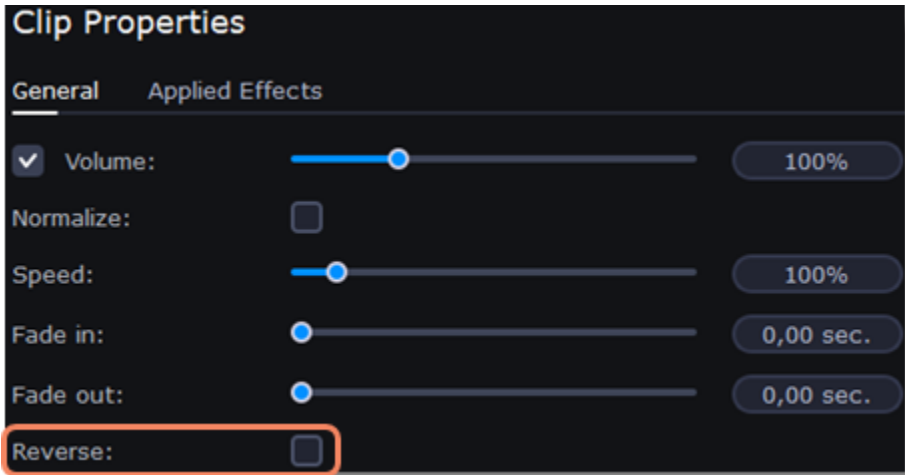 Clip Properties
General Applied Effects
Volume: 100%
Normalize:
Speed: 100%
Fade in: 0,00 sec.
Fade out: 0,00 sec.
Reverse: